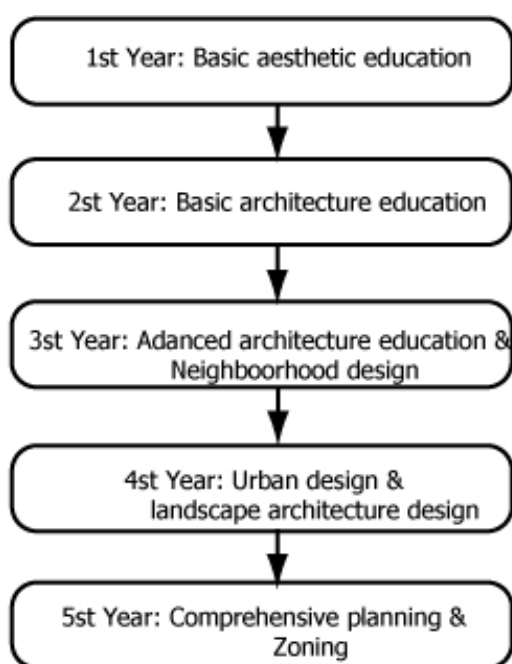 1st Year: Basic aesthetic education
2st Year: Basic architecture education
3st Year: Adanced architecture education &
Neighboorhood design
4st Year: Urban design &
landscape architecture design
5st Year: Comprehensive planning &
Zoning